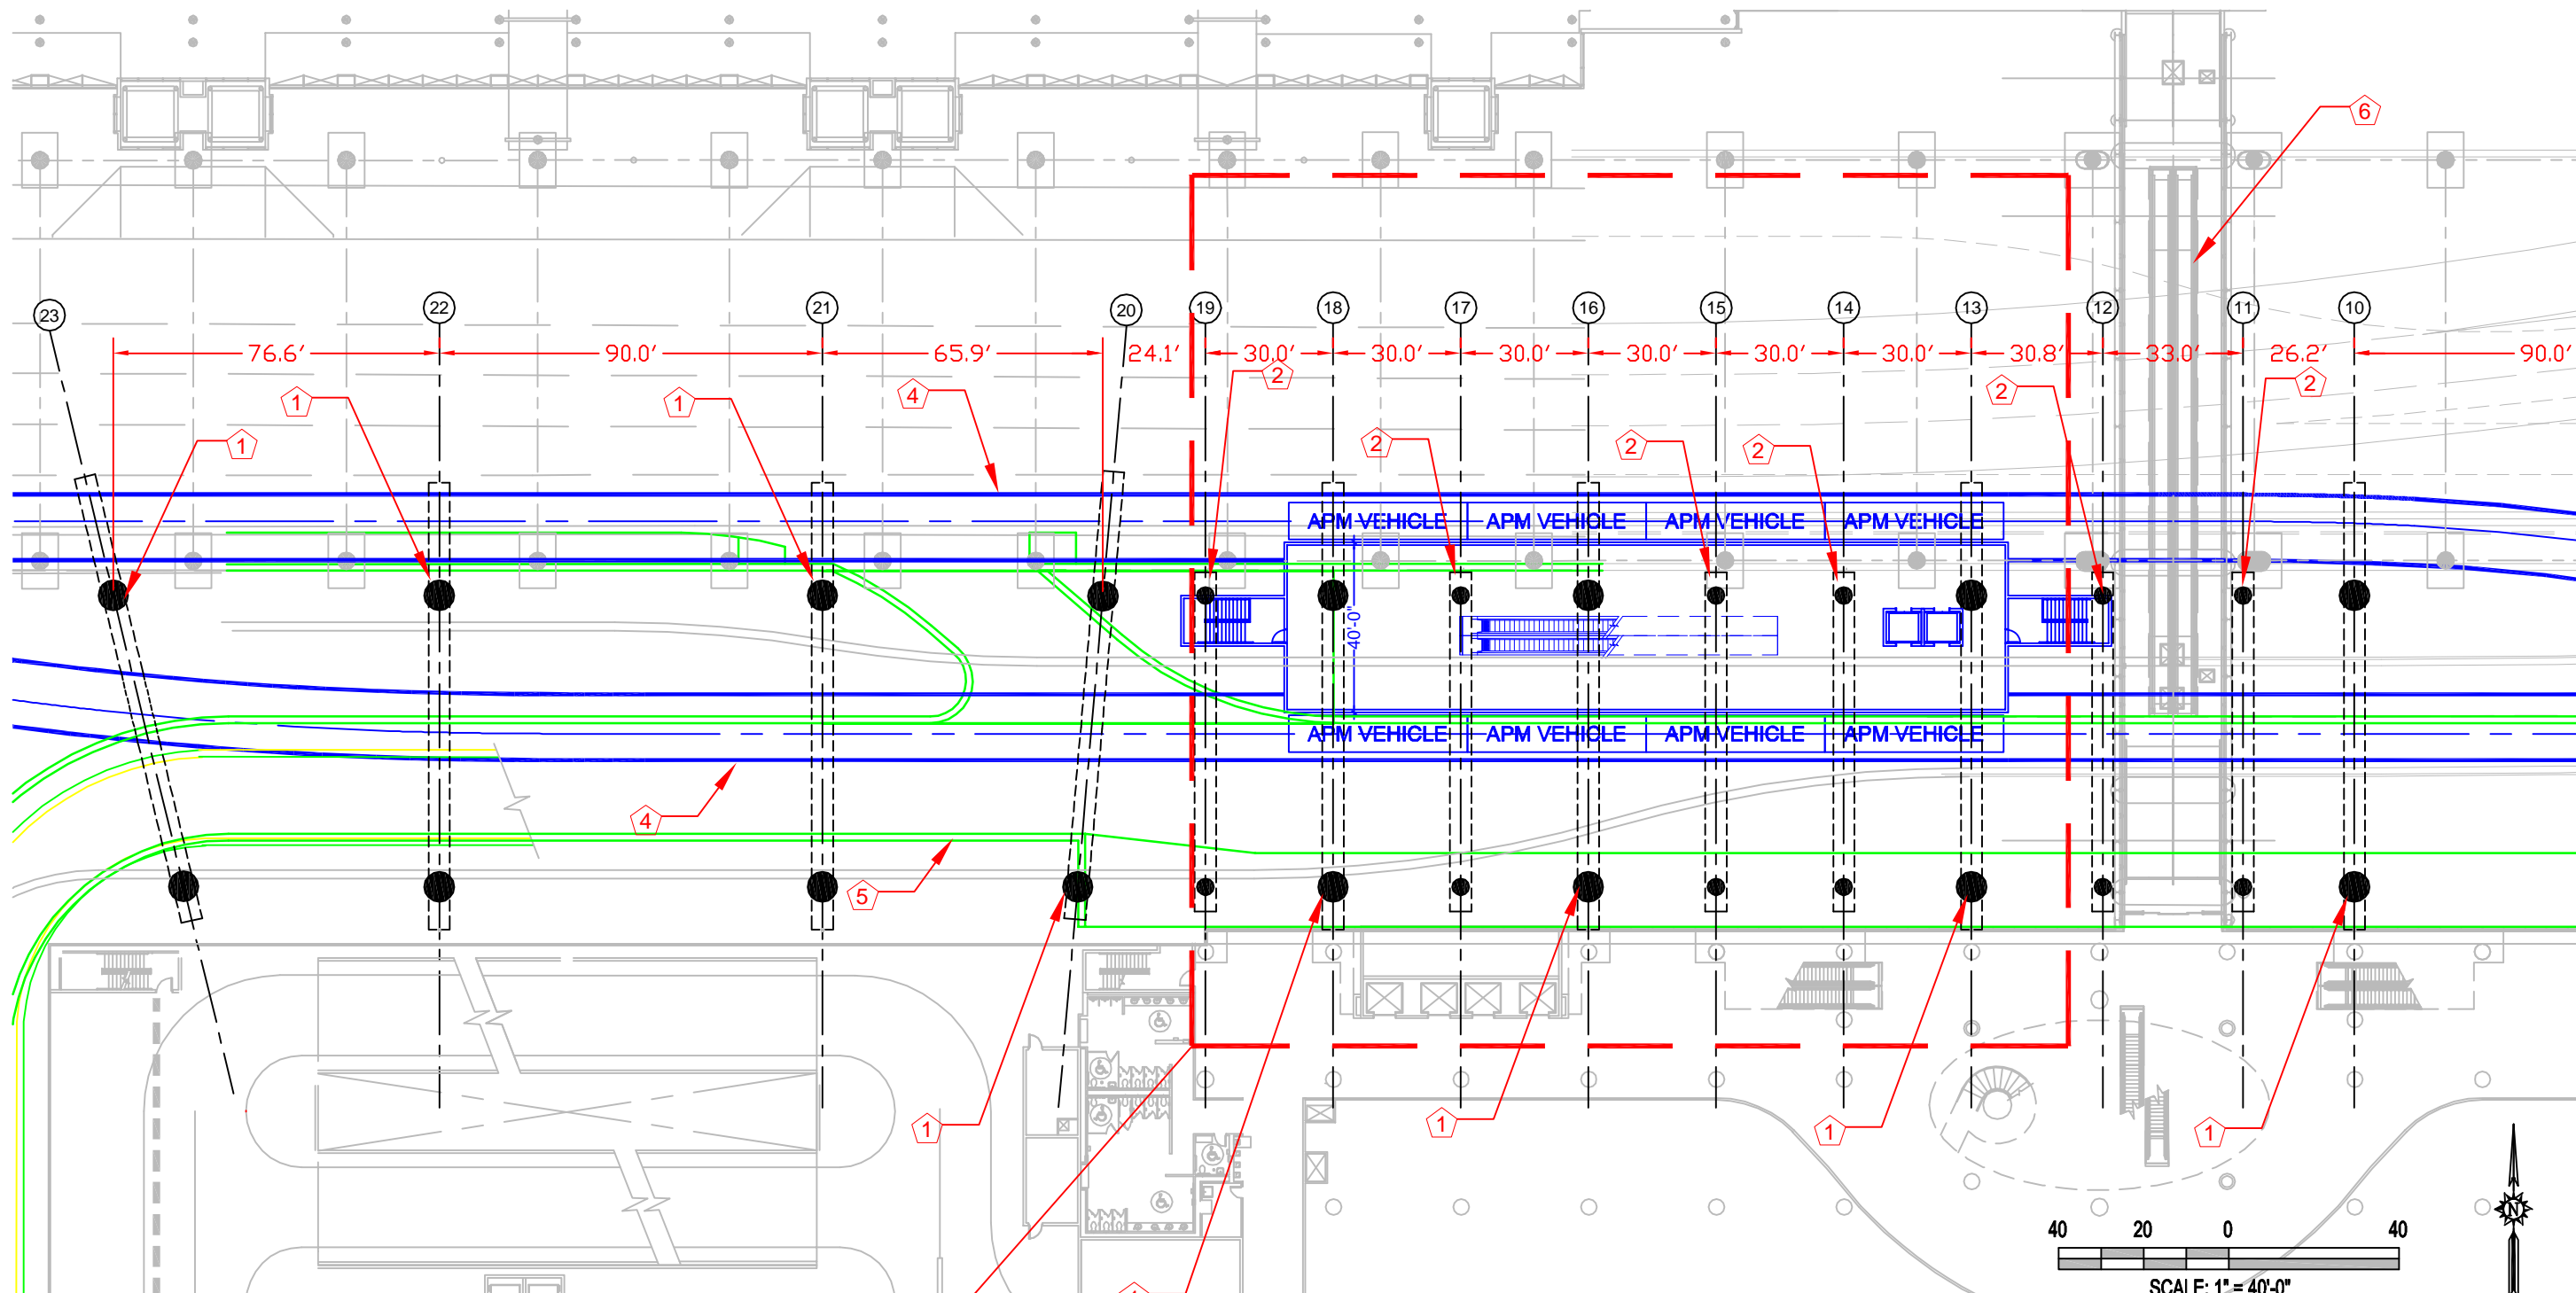 6
23 22 21 20 19 18 17 16 15 14 13 12 11 10
76.6' 90.0' 65.9' 24.1' 30.0' 30.0' 30.0' 30.0' 30.0' 30.0' 30.8' 33.0' 26.2' 90.0'
1 1 1 4 2 2 2
1 2 2 2
APM VEHICLE APM VEHICLE APM VEHICLE APM VEHICLE
40'-0"
APM VEHICLE APM VEHICLE APM VEHICLE APM VEHICLE
4
5
1 1 1 1
N
40 20 0 40
SCALE: 1" = 40'-0"